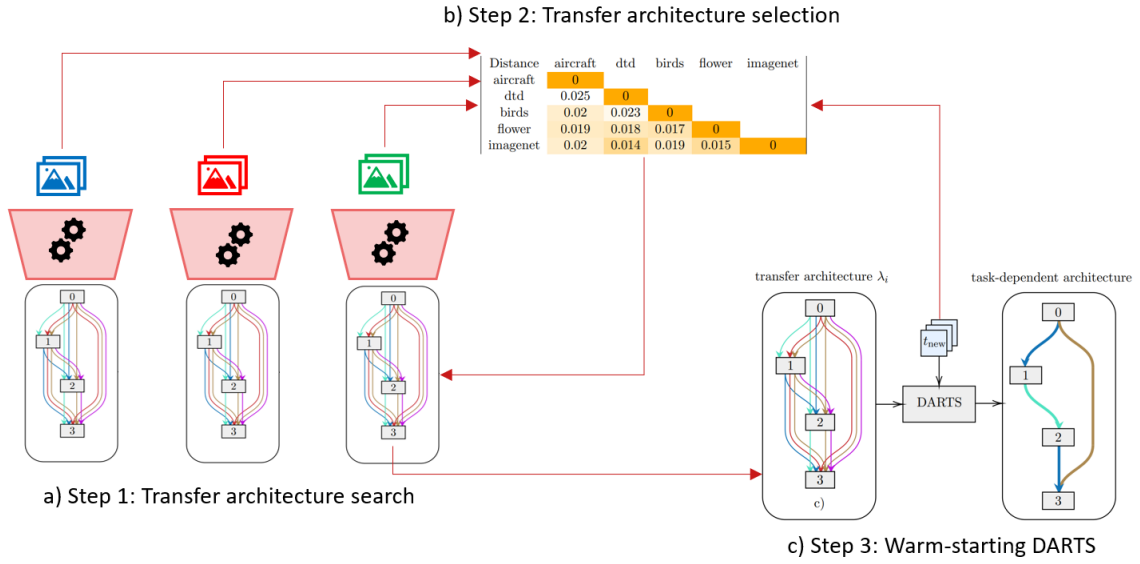 b) Step 2: Transfer architecture selection
Distance aircraft dtd birds flower imagenet
aircraft 0
dtd 0.025 0
birds 0.02 0.023 0
flower 0.019 0.018 0.017 0
imagenet 0.02 0.014 0.019 0.015 0
0
1
2
3
0
1
2
3
0
1
2
3
a) Step 1: Transfer architecture search
transfer architecture λi
0
1
2
3
c)
tnew
DARTS
task-dependent architecture
0
1
2
3
c) Step 3: Warm-starting DARTS